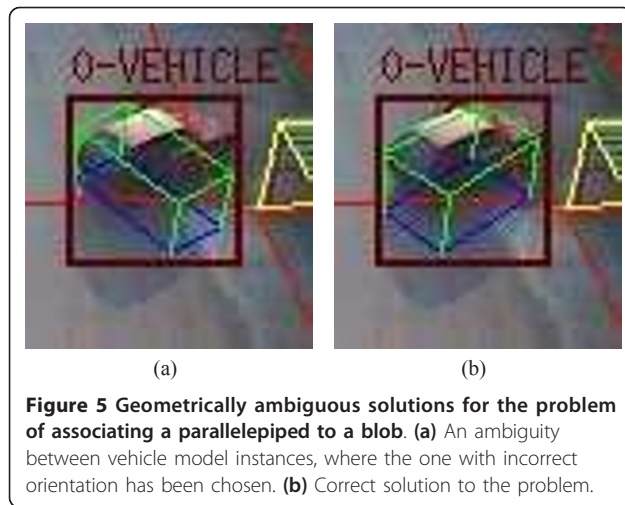 O-VEHICLE
O-VEHICLE
(a)
(b)
Figure 5 Geometrically ambiguous solutions for the problem
of associating a parallelepiped to a blob. (a) An ambiguity
between vehicle model instances, where the one with incorrect
orientation has been chosen. (b) Correct solution to the problem.